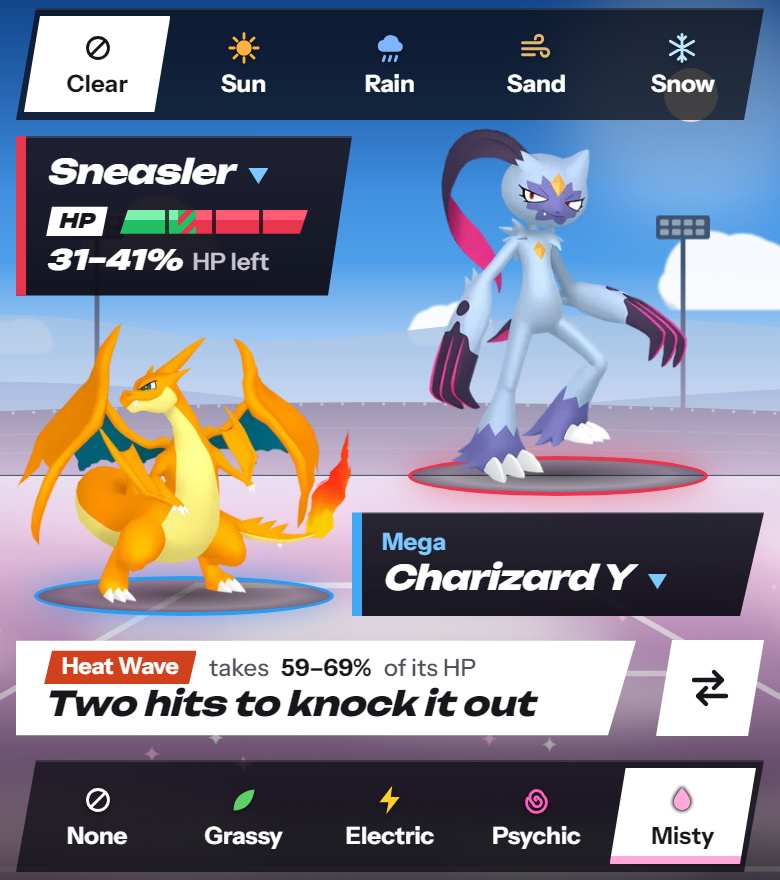 Clear Sun Rain Sand Snow
Sneasler
HP
31–41% HP left
Mega
Charizard Y
Heat Wave takes 59–69% of its HP
Two hits to knock it out
None Grassy Electric Psychic Misty